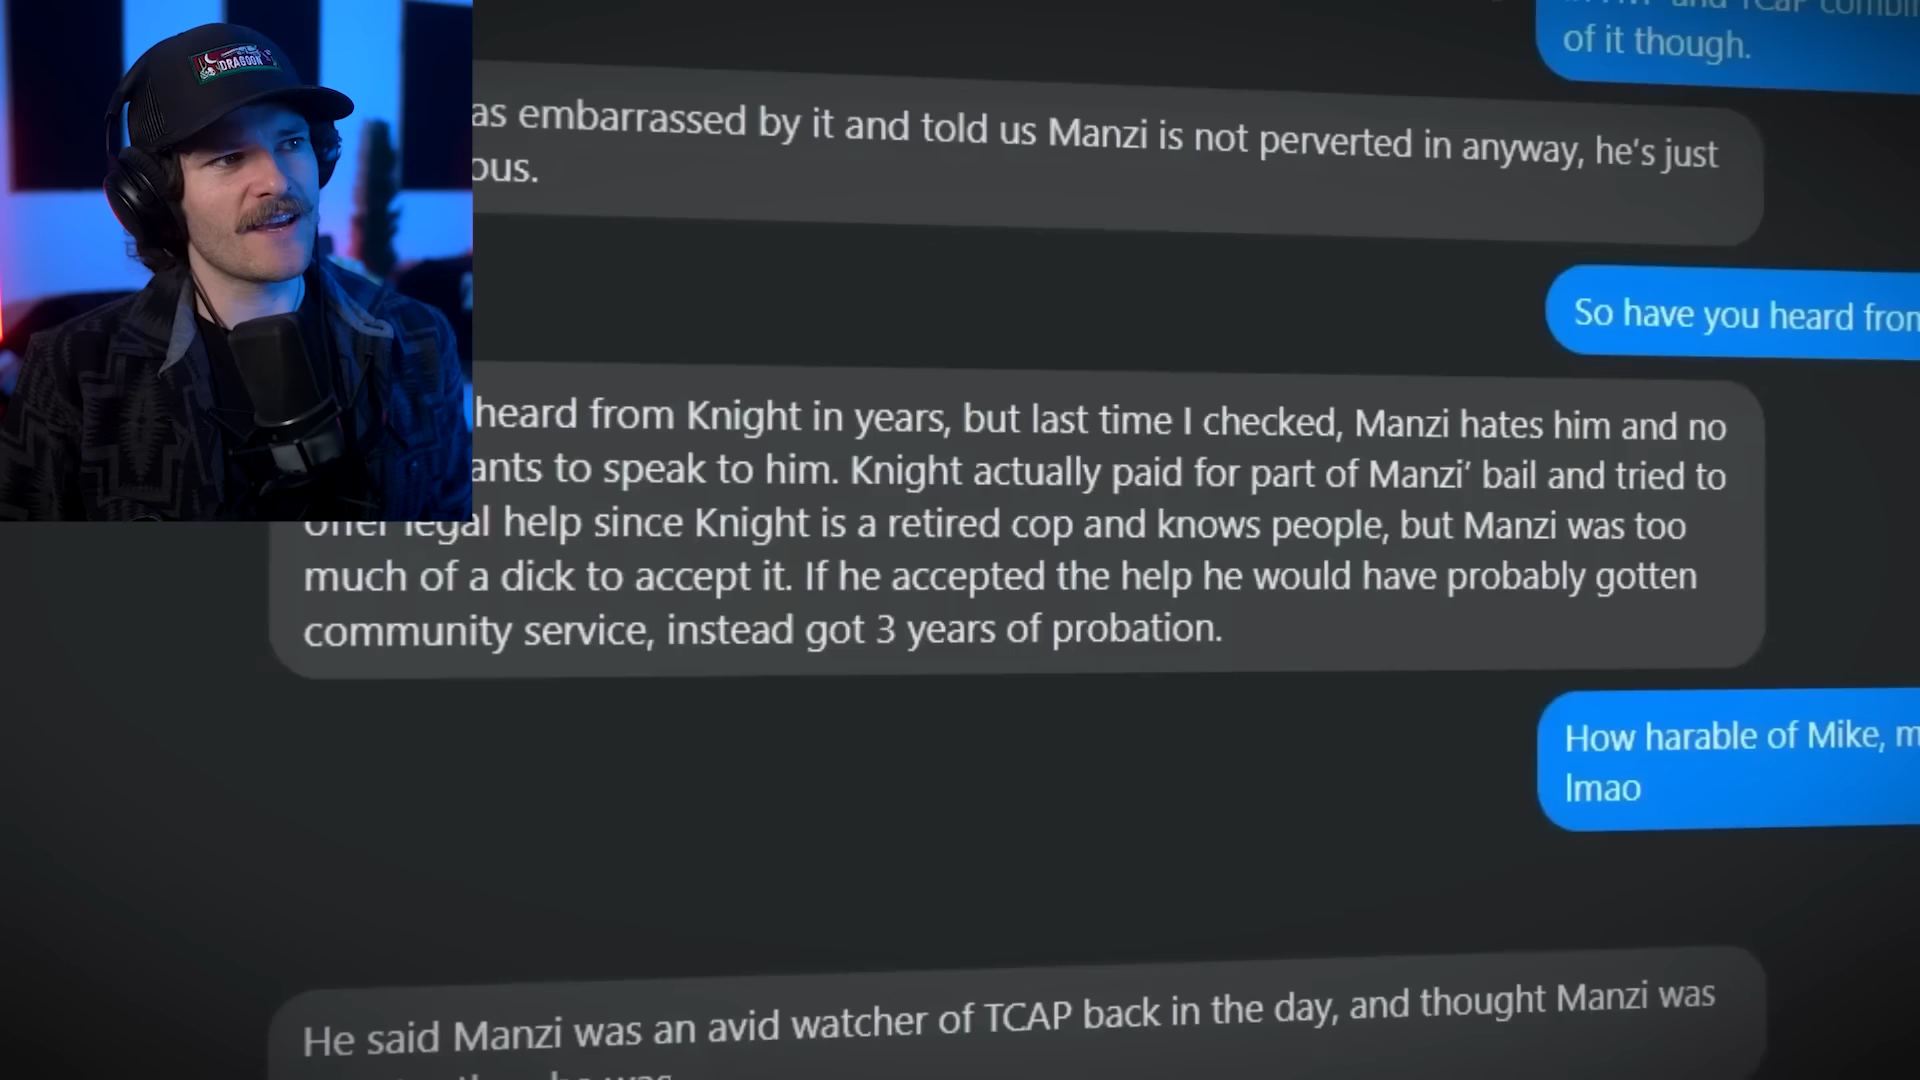 DRAGOON
and TCaP
of it though.
as embarrassed by it and told us Manzi is not perverted in anyway, he's just
ous.
So have you heard from
heard from Knight in years, but last time I checked, Manzi hates him and no
ants to speak to him. Knight actually paid for part of Manzi' bail and tried to
offer legal help since Knight is a retired cop and knows people, but Manzi was too
much of a dick to accept it. If he accepted the help he would have probably gotten
community service, instead got 3 years of probation.
How harable of Mike, m
lmao
He said Manzi was an avid watcher of TCAP back in the day, and thought Manzi was